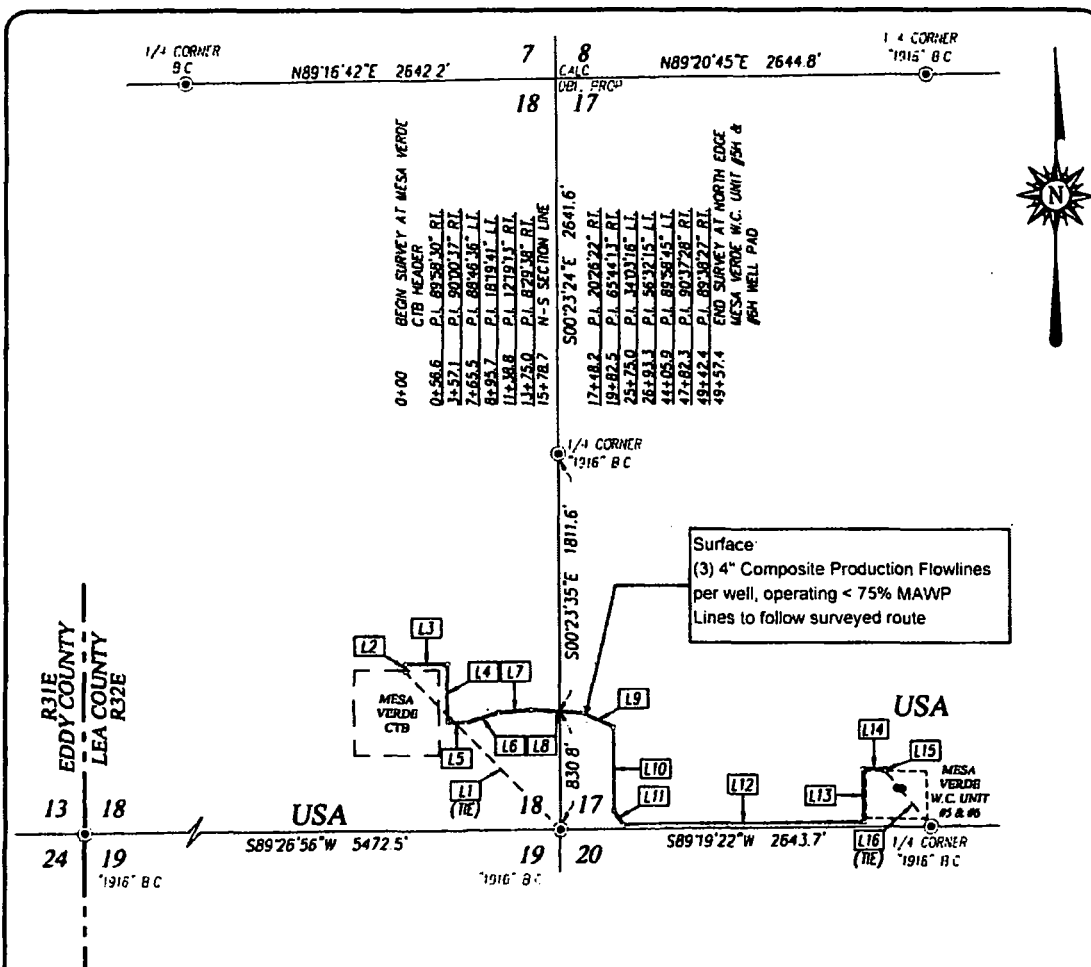 1/4 CORNER
B C
N89°16'42"E 2642 2'
7 8
CALC
DBL. PROP
18 17
N89°20'45"E 2644.8'
1 4 CORNER
"1916" B C
N
0+00 BEGIN SURVEY AT MESA VERDE
CTB HEADER
0+56.6 P.I. 89°58'30" RT.
3+57.1 P.I. 90°00'37" RT.
7+65.5 P.I. 88°46'36" LT.
8+95.7 P.I. 18°19'41" LT.
11+38.8 P.I. 12°19'13" RT.
13+75.0 P.I. 8°29'38" RT.
15+78.7 N-S SECTION LINE
S00°23'24"E 2641.6'
17+48.2 P.I. 20°26'22" RT.
19+82.5 P.I. 65°44'13" RT.
25+75.0 P.I. 34°03'16" LT.
26+93.3 P.I. 56°32'15" LT.
44+05.9 P.I. 89°58'45" LT.
47+82.3 P.I. 90°37'28" RT.
49+42.4 P.I. 89°38'27" RT.
49+57.4 END SURVEY AT NORTH EDGE
MESA VERDE W.C. UNIT #5H &
#6H WELL PAD
1/4 CORNER
"1916" B C
S00°23'35"E 1811.6'
Surface
(3) 4" Composite Production Flowlines
per well, operating < 75% MAWP
Lines to follow surveyed route
R31E
EDDY COUNTY
LEA COUNTY
R32E
L2
L3
L4
L7
MESA
VERDE
CTB
L5
L6
L8
L1
(TIE)
L9
L10
L11
L12
830 8'
USA
L14
L15
L13
MESA
VERDE
W.C. UNIT
#5 & #6
L16
(TIE)
13 18
USA
18 17
S89°26'56"W 5472.5'
S89°19'22"W 2643.7'
1/4 CORNER
"1916" B C
24 19
"1916" B C
19 20
"1916" B C